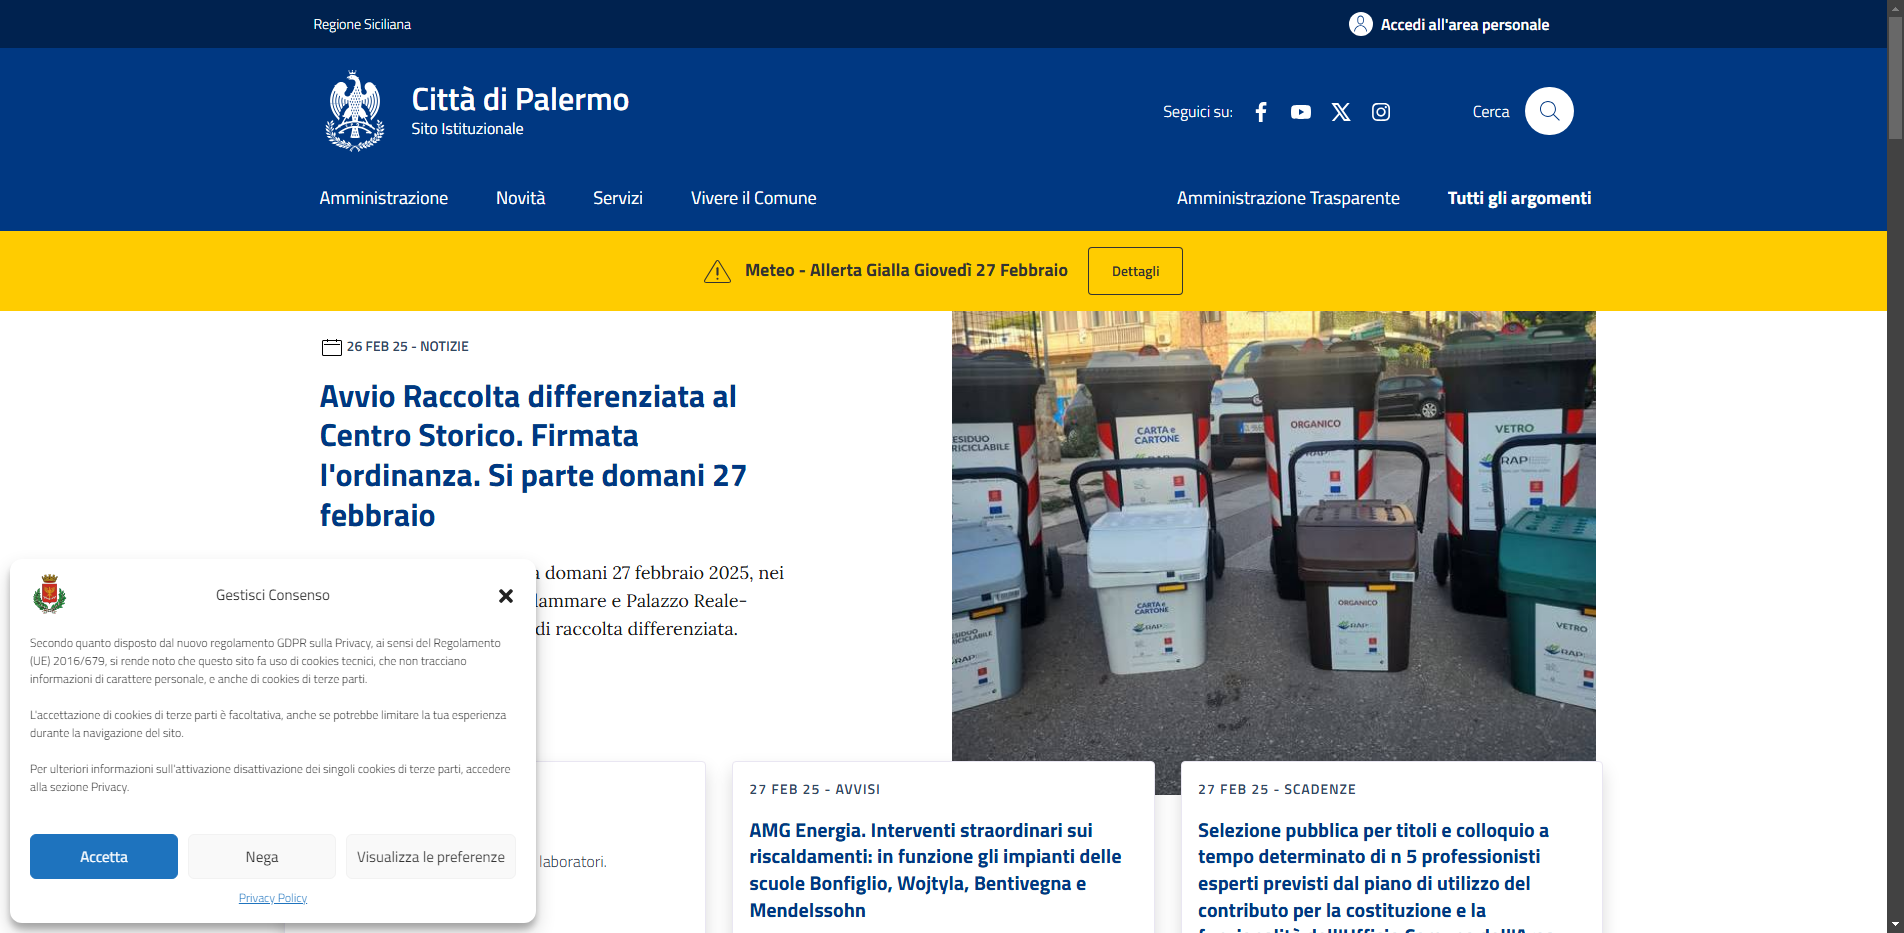 Regione Siciliana
Accedi all'area personale
Città di Palermo
Sito Istituzionale
Seguici su:
Cerca
Amministrazione
Novità
Servizi
Vivere il Comune
Amministrazione Trasparente
Tutti gli argomenti
Meteo - Allerta Gialla Giovedì 27 Febbraio
Dettagli
26 FEB 25 - NOTIZIE
Avvio Raccolta differenziata al
Centro Storico. Firmata
l'ordinanza. Si parte domani 27
febbraio
domani 27 febbraio 2025, nei
lammare e Palazzo Reale-
di raccolta differenziata.
ESIDUO
RICICLABILE
CARTA e
CARTONE
ORGANICO
VETRO
RAP
RAP
CARTA e
CARTONE
RAP
ORGANICO
RAP
VETRO
RAP
Gestisci Consenso
Secondo quanto disposto dal nuovo regolamento GDPR sulla Privacy, ai sensi del Regolamento
(UE) 2016/679, si rende noto che questo sito fa uso di cookies tecnici, che non tracciano
informazioni di carattere personale, e anche di cookies di terze parti.
L'accettazione di cookies di terze parti è facoltativa, anche se potrebbe limitare la tua esperienza
durante la navigazione del sito.
Per ulteriori informazioni sull'attivazione disattivazione dei singoli cookies di terze parti, accedere
alla sezione Privacy.
Accetta
Nega
Visualizza le preferenze
Privacy Policy
laboratori.
27 FEB 25 - AVVISI
AMG Energia. Interventi straordinari sui
riscaldamenti: in funzione gli impianti delle
scuole Bonfiglio, Wojtyla, Bentivegna e
Mendelssohn
27 FEB 25 - SCADENZE
Selezione pubblica per titoli e colloquio a
tempo determinato di n 5 professionisti
esperti previsti dal piano di utilizzo del
contributo per la costituzione e la